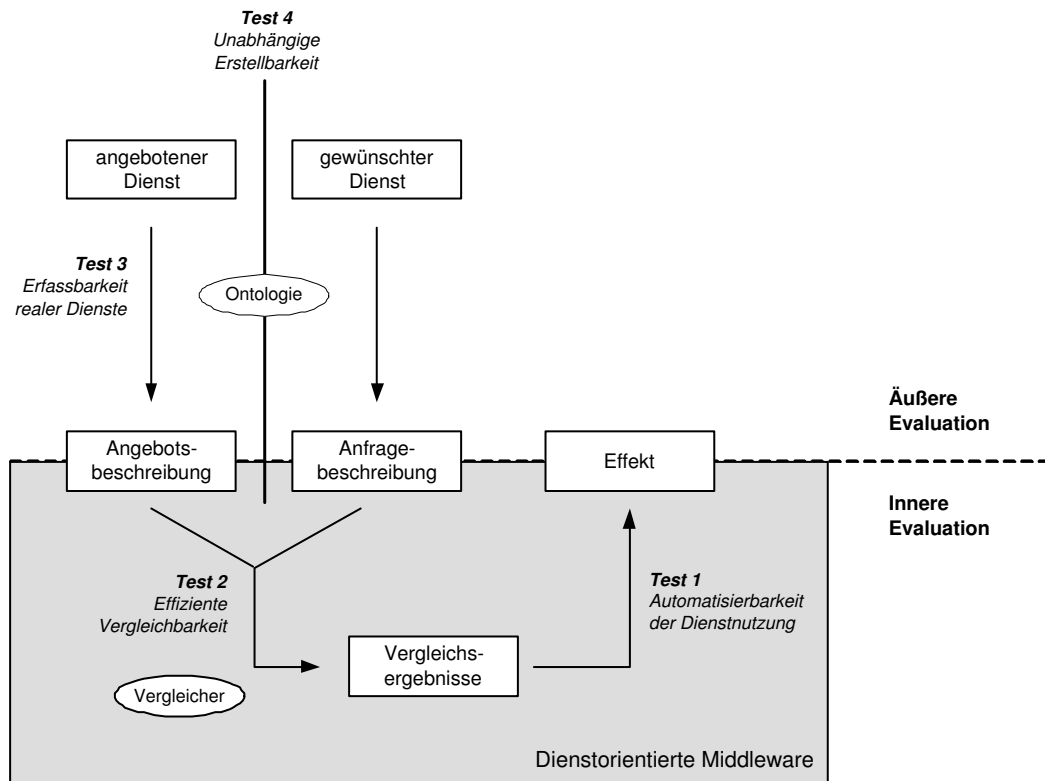 Test 4
Unabhängige
Erstellbarkeit
angebotener
Dienst
gewünschter
Dienst
Test 3
Erfassbarkeit
realer Dienste
Ontologie
Äußere
Evaluation
Angebots-
beschreibung
Anfrage-
beschreibung
Effekt
Innere
Evaluation
Test 2
Effiziente
Vergleichbarkeit
Test 1
Automatisierbarkeit
der Dienstnutzung
Vergleichs-
ergebnisse
Vergleicher
Dienstorientierte Middleware